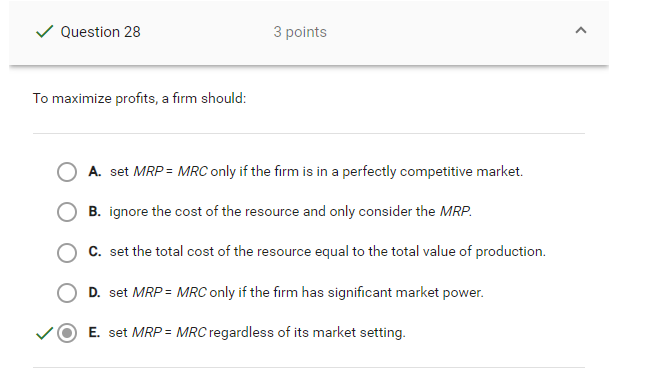 Question 28 3 points
To maximize profits, a firm should:
A. set MRP = MRC only if the firm is in a perfectly competitive market.
B. ignore the cost of the resource and only consider the MRP.
C. set the total cost of the resource equal to the total value of production.
D. set MRP = MRC only if the firm has significant market power.
E. set MRP = MRC regardless of its market setting.